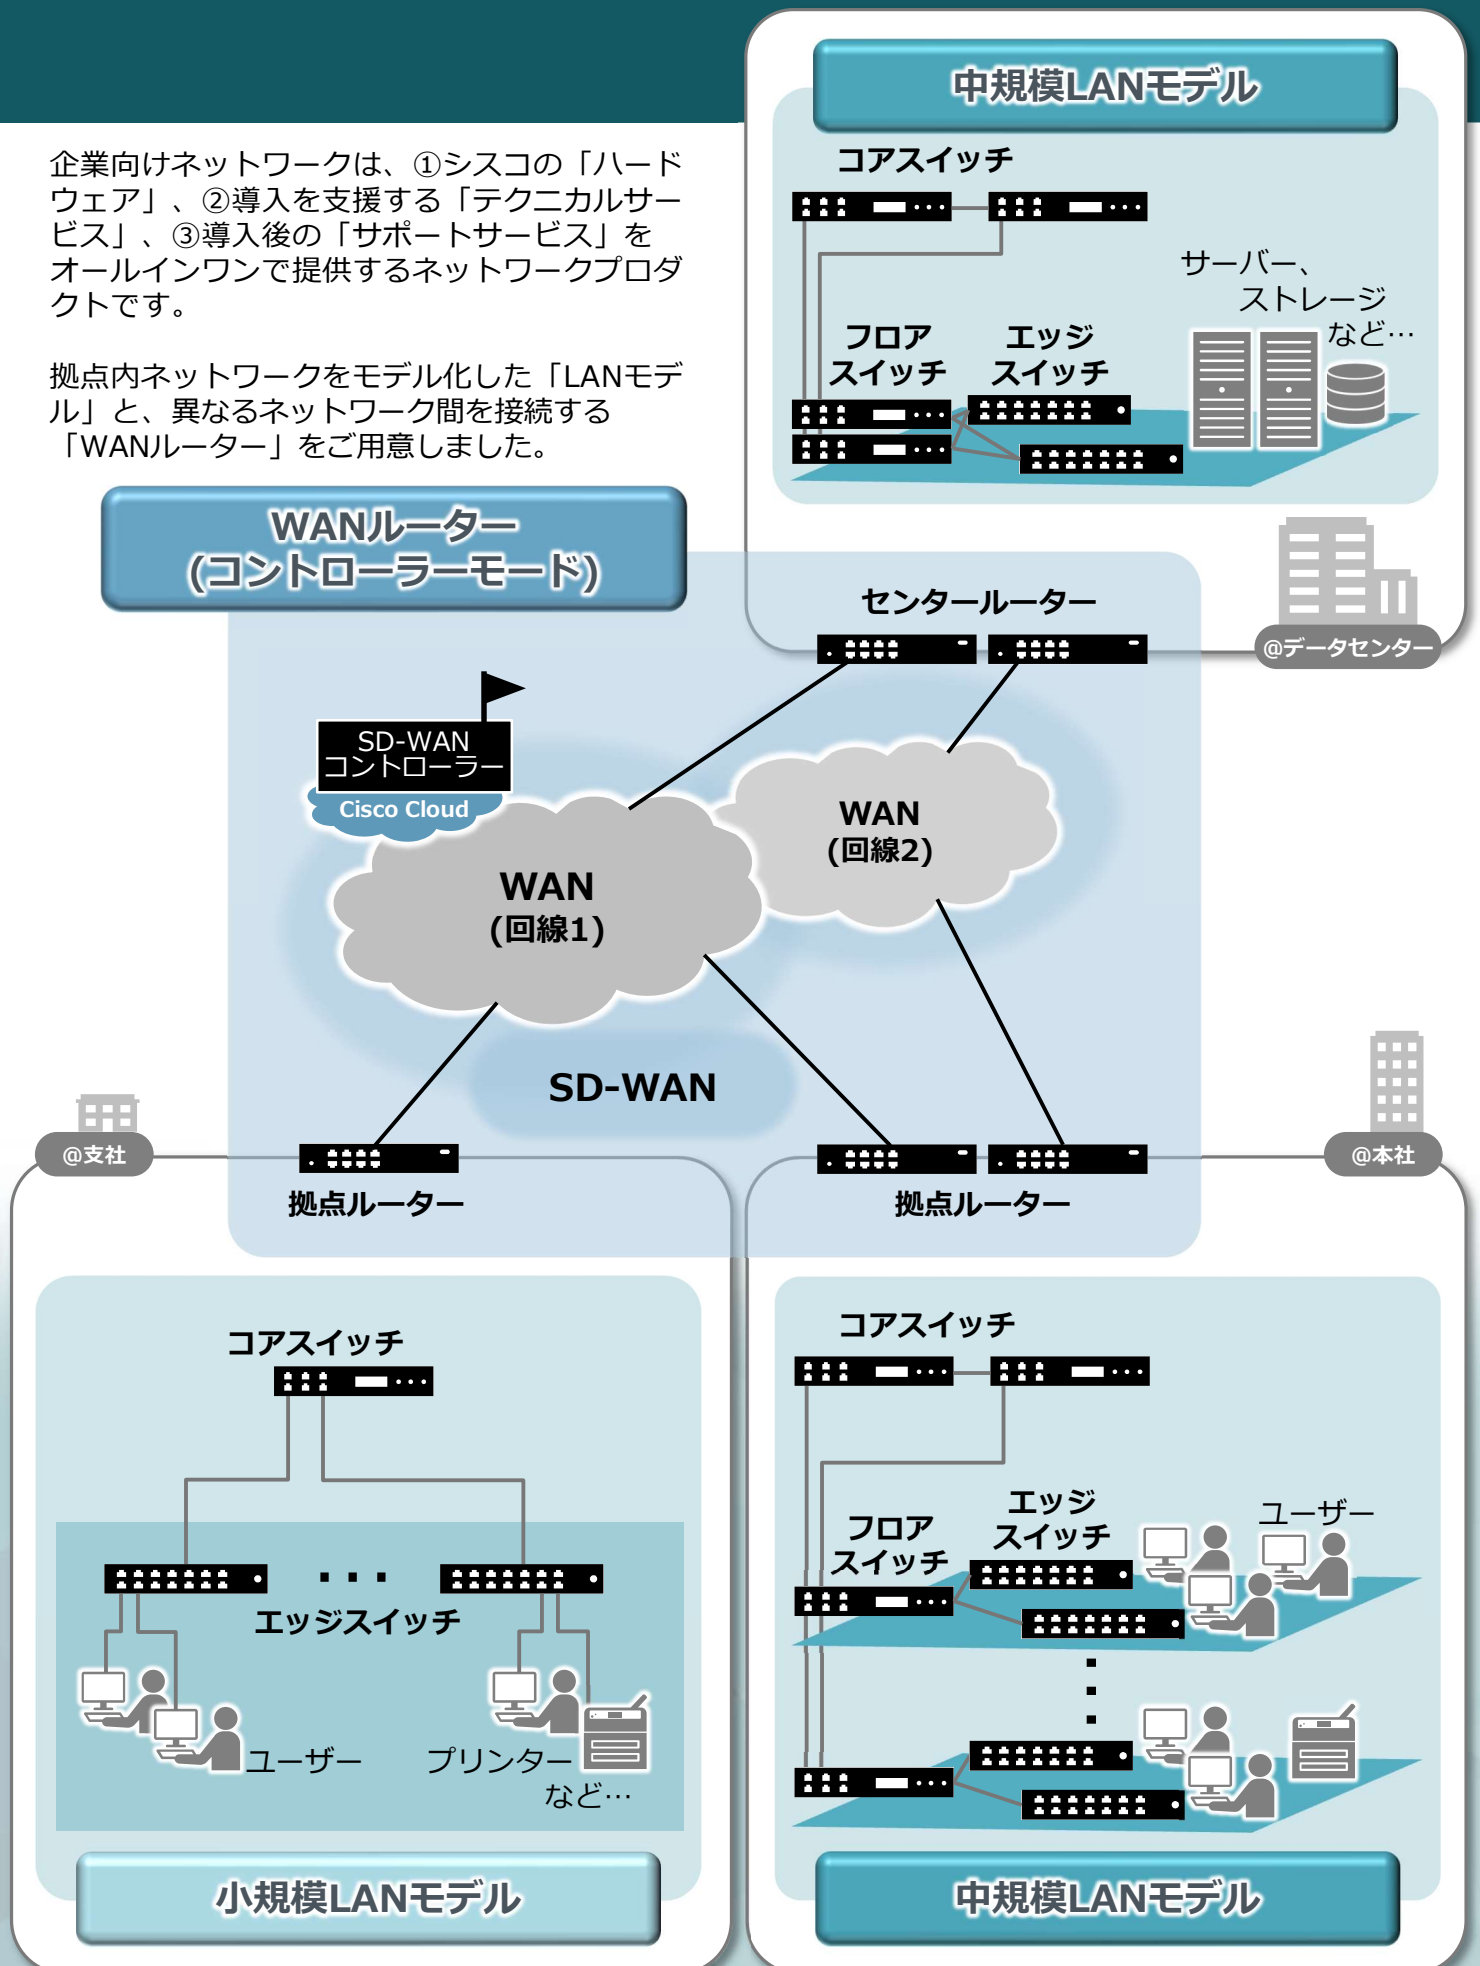 中規模LANモデル
企業向けネットワークは、①シスコの「ハード
ウェア」、②導入を支援する「テクニカルサー
ビス」、③導入後の「サポートサービス」を
オールインワンで提供するネットワークプロダ
クトです。
拠点内ネットワークをモデル化した「LANモデ
ル」と、異なるネットワーク間を接続する
「WANルーター」をご用意しました。
コアスイッチ
サーバー、
ストレージ
など…
フロア
スイッチ
エッジ
スイッチ
@データセンター
WANルーター
(コントローラーモード)
センタールーター
SD-WAN
コントローラー
Cisco Cloud
WAN
(回線1)
WAN
(回線2)
SD-WAN
@支社
@本社
拠点ルーター
拠点ルーター
コアスイッチ
エッジスイッチ
ユーザー
プリンター
など…
小規模LANモデル
コアスイッチ
フロア
スイッチ
エッジ
スイッチ
ユーザー
中規模LANモデル